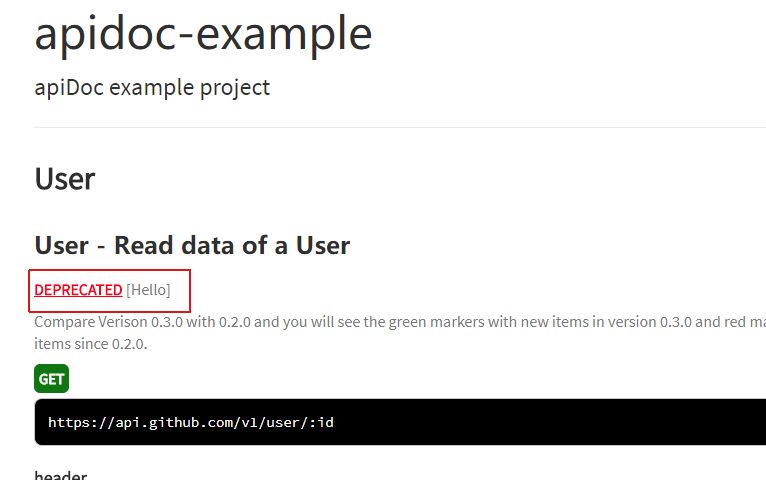 apidoc-example
apiDoc example project
User
User - Read data of a User
DEPRECATED [Hello]
Compare Verison 0.3.0 with 0.2.0 and you will see the green markers with new items in version 0.3.0 and red
items since 0.2.0.
GET
https://api.github.com/v1/user/:id
header